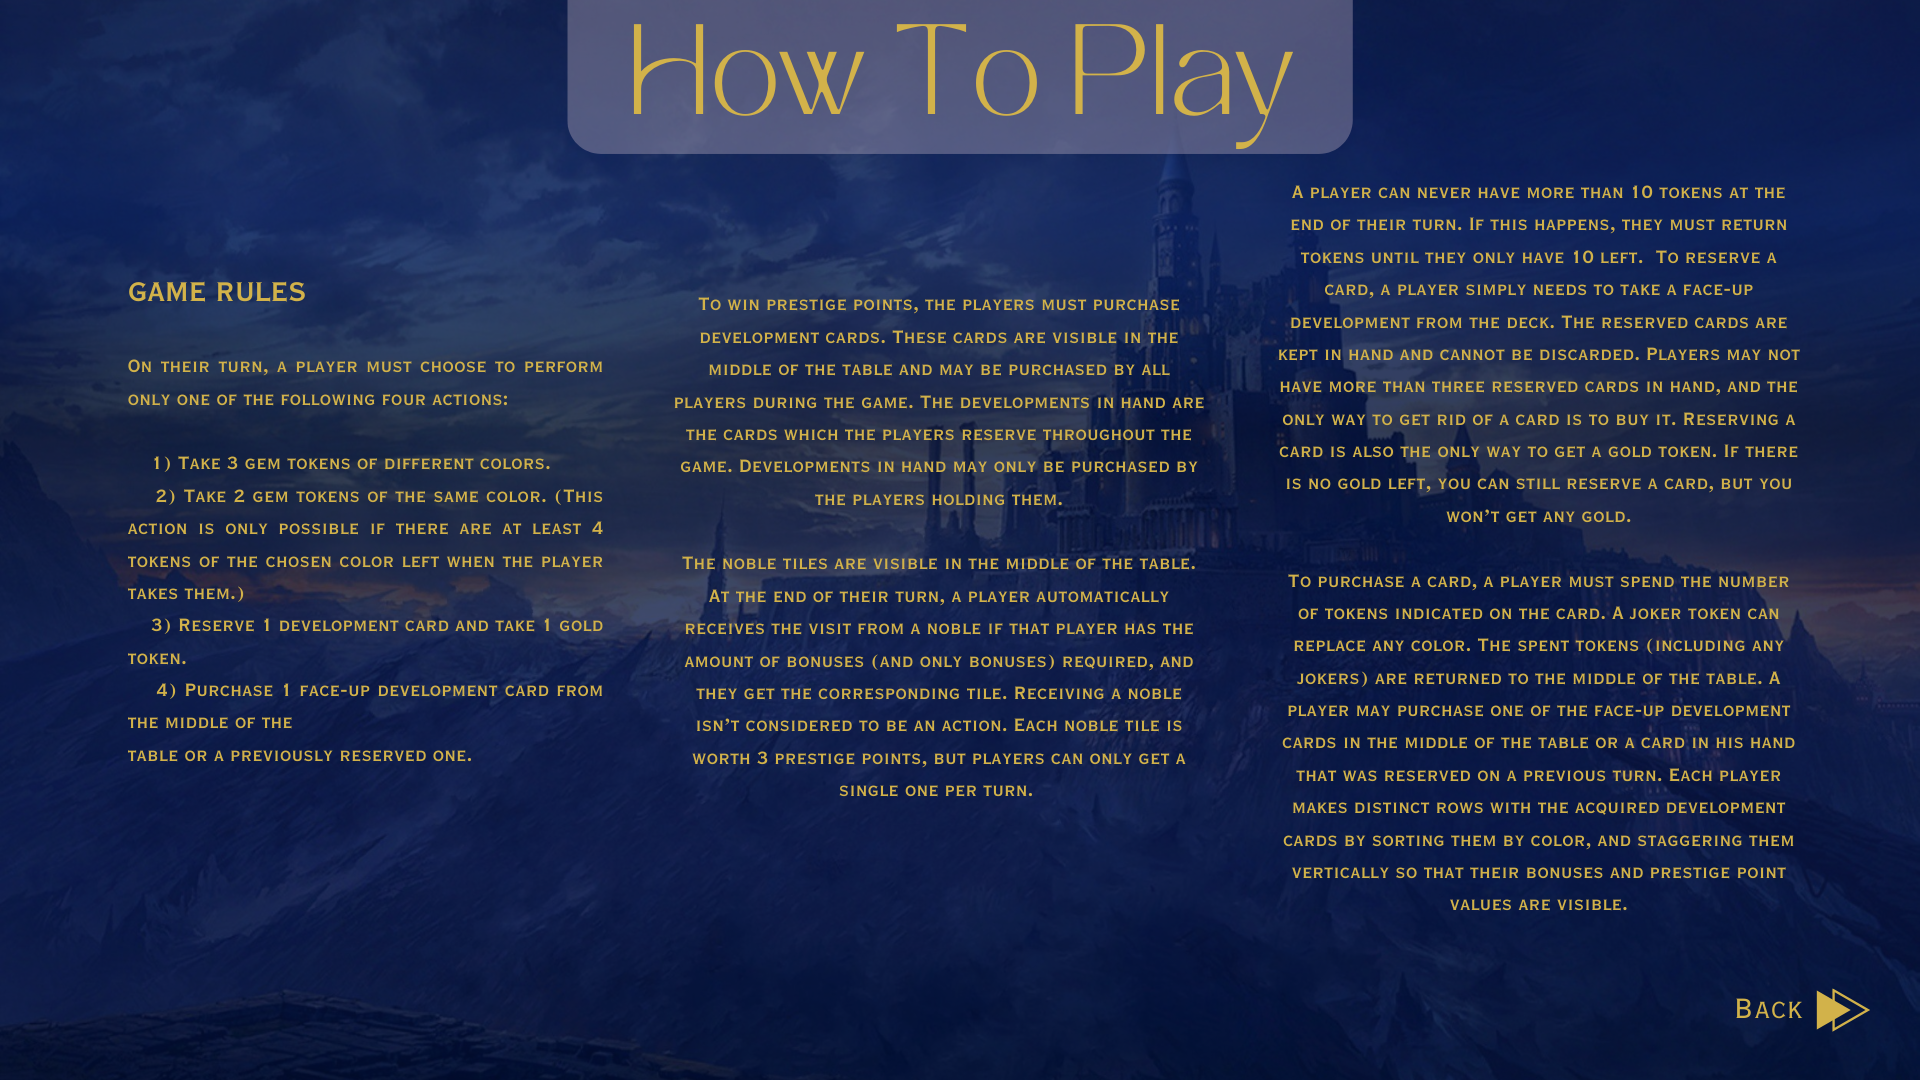 How To Play
GAME RULES
On their turn, a player must choose to perform
only one of the following four actions:
1) Take 3 gem tokens of different colors.
2) Take 2 gem tokens of the same color. (This
action is only possible if there are at least 4
tokens of the chosen color left when the player
takes them.)
3) Reserve 1 development card and take 1 gold
token.
4) Purchase 1 face-up development card from
the middle of the
table or a previously reserved one.
To win prestige points, the players must purchase
development cards. These cards are visible in the
middle of the table and may be purchased by all
players during the game. The developments in hand are
the cards which the players reserve throughout the
game. Developments in hand may only be purchased by
the players holding them.
The noble tiles are visible in the middle of the table.
At the end of their turn, a player automatically
receives the visit from a noble if that player has the
amount of bonuses (and only bonuses) required, and
they get the corresponding tile. Receiving a noble
isn't considered to be an action. Each noble tile is
worth 3 prestige points, but players can only get a
single one per turn.
A player can never have more than 10 tokens at the
end of their turn. If this happens, they must return
tokens until they only have 10 left.  To reserve a
card, a player simply needs to take a face-up
development from the deck. The reserved cards are
kept in hand and cannot be discarded. Players may not
have more than three reserved cards in hand, and the
only way to get rid of a card is to buy it. Reserving a
card is also the only way to get a gold token. If there
is no gold left, you can still reserve a card, but you
won't get any gold.
To purchase a card, a player must spend the number
of tokens indicated on the card. A joker token can
replace any color. The spent tokens (including any
jokers) are returned to the middle of the table. A
player may purchase one of the face-up development
cards in the middle of the table or a card in his hand
that was reserved on a previous turn. Each player
makes distinct rows with the acquired development
cards by sorting them by color, and staggering them
vertically so that their bonuses and prestige point
values are visible.
Back